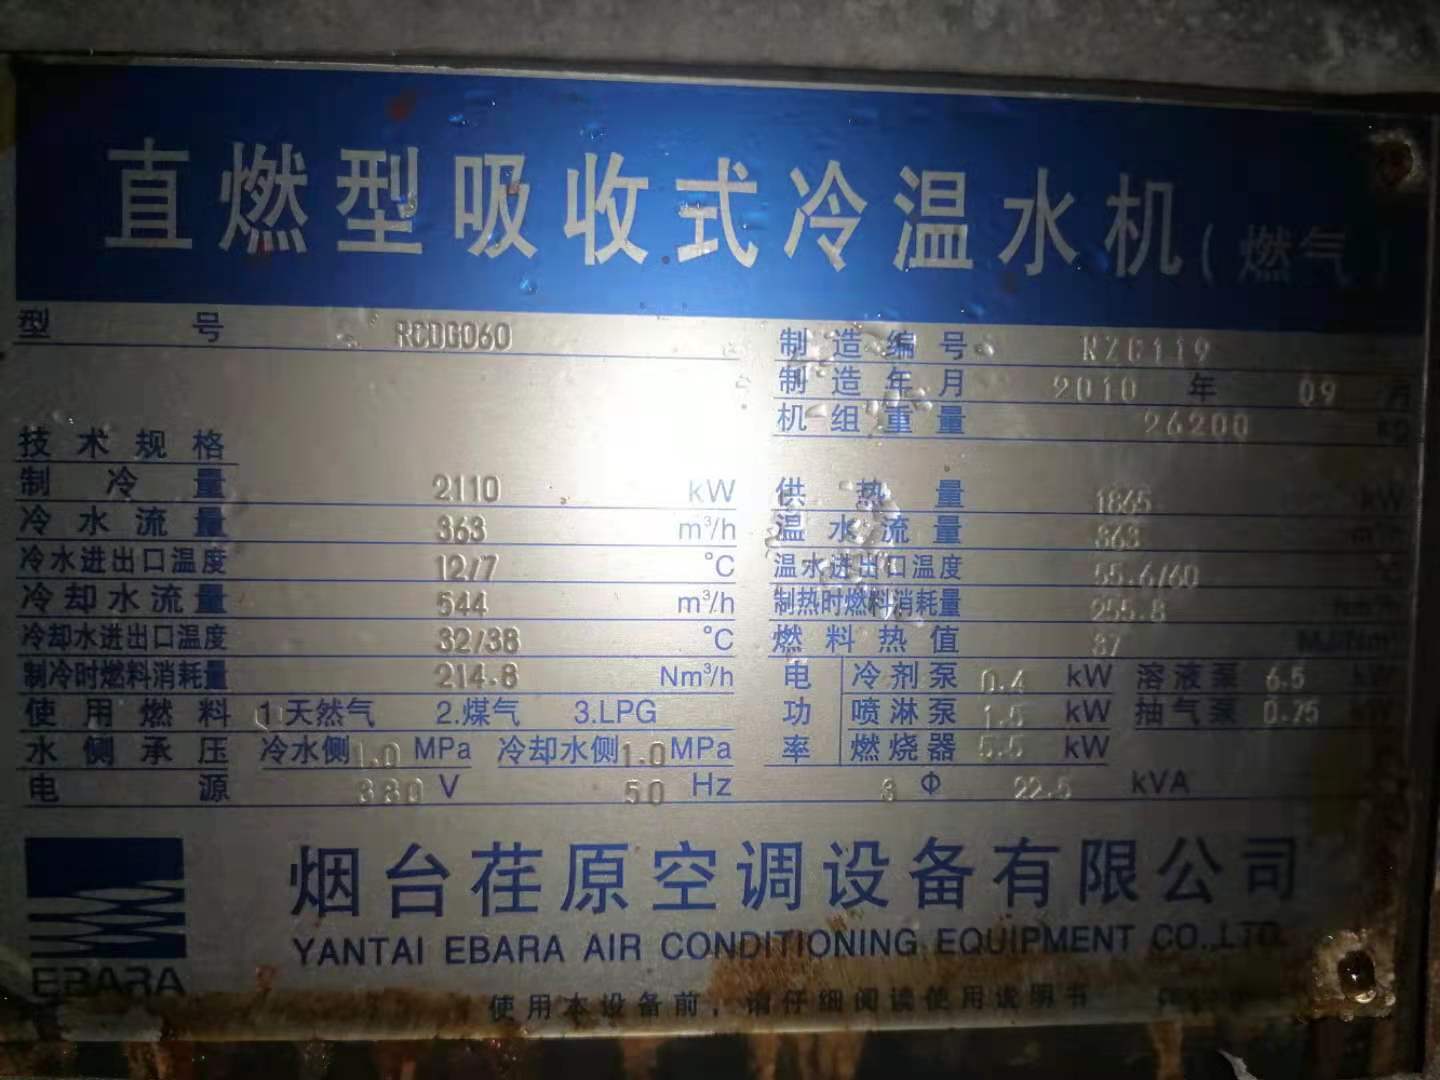 直燃型吸收式冷温水机(燃气)
型号 RCDG060
制造编号
制造年月 2010 年 09 月
机组重量 26200 kg
技术规格
制冷量 2110 kW 供热量 1865 kW
冷水流量 363 m³/h 温水流量 363 m³/h
冷水进出口温度 12/7 ℃ 温水进出口温度 55.6/60 ℃
冷却水流量 544 m³/h 制热时燃料消耗量 255.8 Nm³/h
冷却水进出口温度 32/38 ℃ 燃料热值 37 MJ/Nm³
制冷时燃料消耗量 214.8 Nm³/h 电功率 冷剂泵 0.4 kW 溶液泵 6.5 kW
使用燃料 1.天然气 2.煤气 3.LPG 喷淋泵 1.5 kW 抽气泵 0.75 kW
水侧承压 冷水侧1.0 MPa 冷却水侧1.0 MPa 燃烧器 5.5 kW
电源 380 V 50 Hz 3 Φ 22.5 kVA
烟台荏原空调设备有限公司
YANTAI EBARA AIR CONDITIONING EQUIPMENT CO.,LTD.
EBARA
使用本设备前，请仔细阅读使用说明书